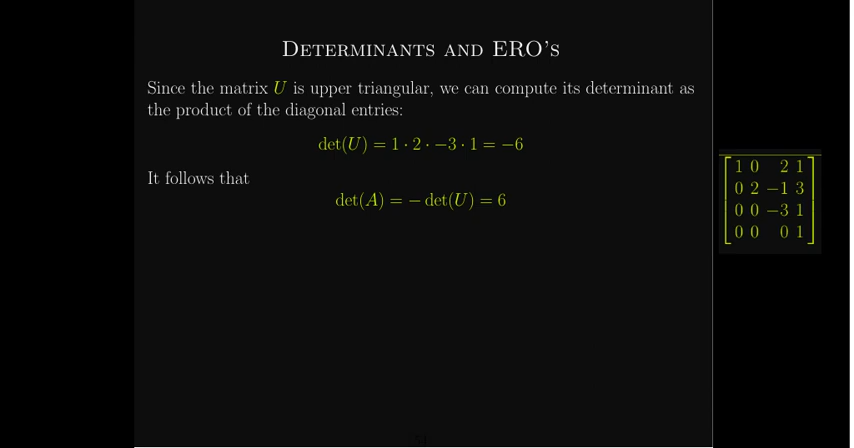 Determinants and ERO's
Since the matrix U is upper triangular, we can compute its determinant as
the product of the diagonal entries:
det(U) = 1 · 2 · −3 · 1 = −6
It follows that
det(A) = − det(U) = 6
1 0 2 1
0 2 −1 3
0 0 −3 1
0 0 0 1